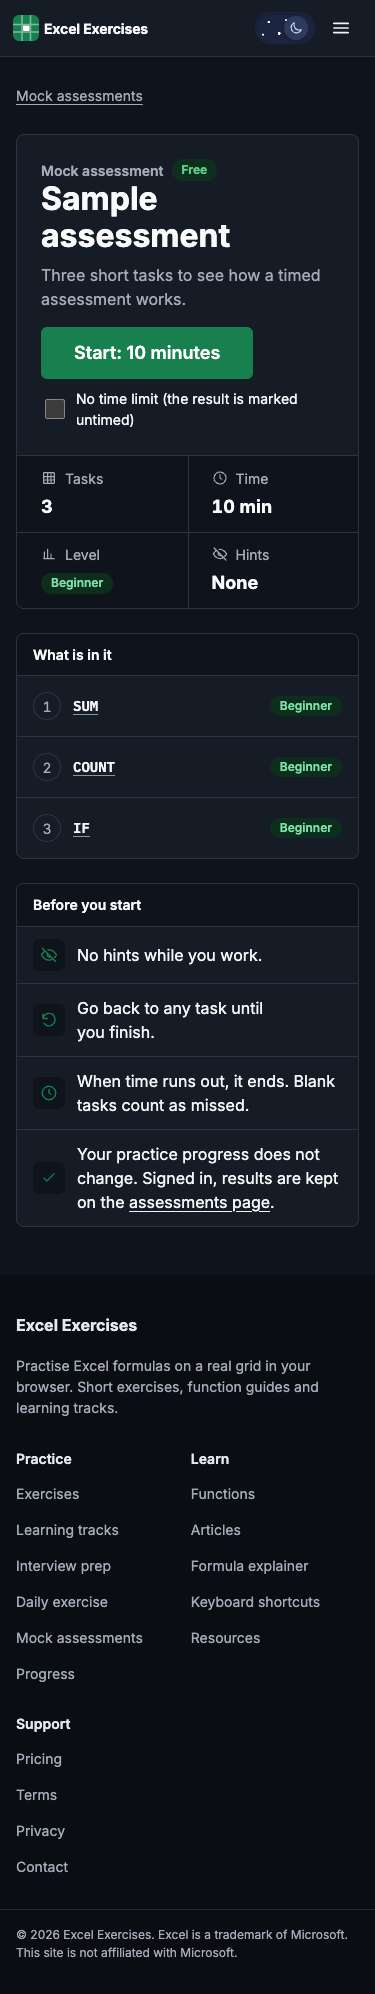 Excel Exercises
Mock assessments
Mock assessment Free
Sample
assessment
Three short tasks to see how a timed
assessment works.
Start: 10 minutes
No time limit (the result is marked
untimed)
Tasks
3
Time
10 min
Level
Beginner
Hints
None
What is in it
1 SUM Beginner
2 COUNT Beginner
3 IF Beginner
Before you start
No hints while you work.
Go back to any task until
you finish.
When time runs out, it ends. Blank
tasks count as missed.
Your practice progress does not
change. Signed in, results are kept
on the assessments page.
Excel Exercises
Practise Excel formulas on a real grid in your
browser. Short exercises, function guides and
learning tracks.
Practice
Exercises
Learning tracks
Interview prep
Daily exercise
Mock assessments
Progress
Learn
Functions
Articles
Formula explainer
Keyboard shortcuts
Resources
Support
Pricing
Terms
Privacy
Contact
© 2026 Excel Exercises. Excel is a trademark of Microsoft.
This site is not affiliated with Microsoft.